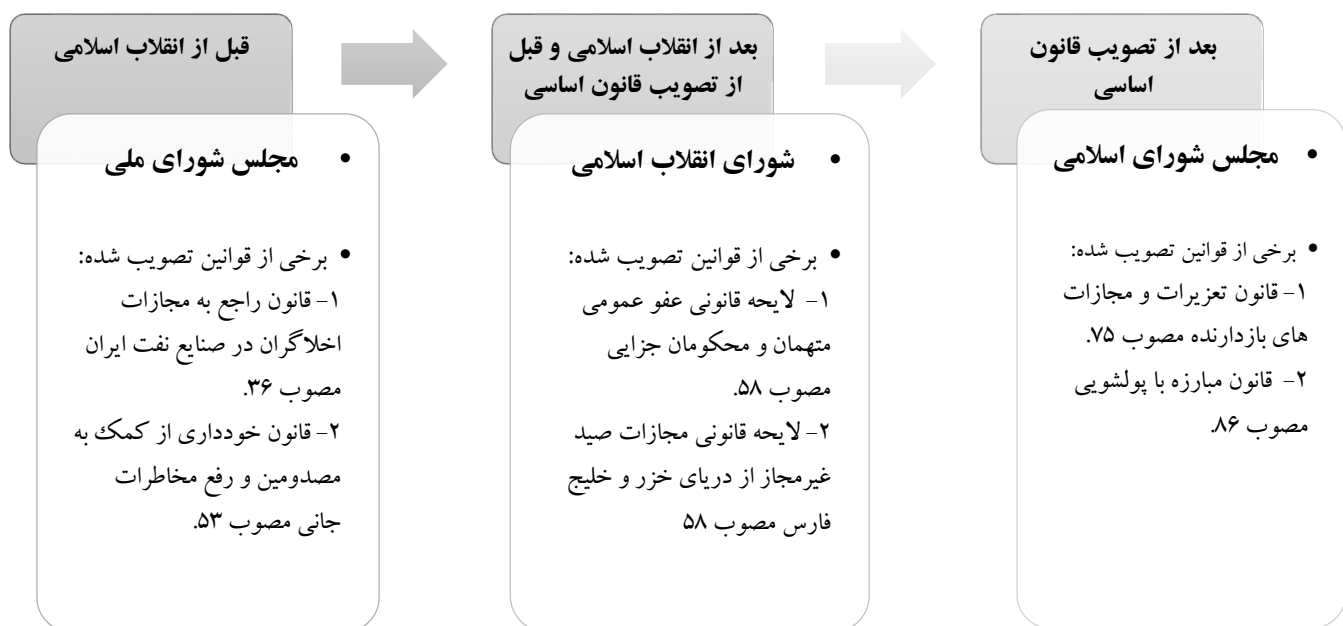 قبل از انقلاب اسلامی
• مجلس شورای ملی
• برخی از قوانین تصویب شده:
۱- قانون راجع به مجازات
اخلاگران در صنایع نفت ایران
مصوب ۳۶.
۲- قانون خودداری از کمک به
مصدومین و رفع مخاطرات
جانی مصوب ۵۳.
بعد از انقلاب اسلامی و قبل
از تصویب قانون اساسی
• شورای انقلاب اسلامی
• برخی از قوانین تصویب شده:
۱- لایحه قانونی عفو عمومی
متهمان و محکومان جزایی
مصوب ۵۸.
۲- لایحه قانونی مجازات صید
غیرمجاز از دریای خزر و خلیج
فارس مصوب ۵۸
بعد از تصویب قانون
اساسی
• مجلس شورای اسلامی
• برخی از قوانین تصویب شده:
۱- قانون تعزیرات و مجازات
های بازدارنده مصوب ۷۵.
۲- قانون مبارزه با پولشویی
مصوب ۸۶.